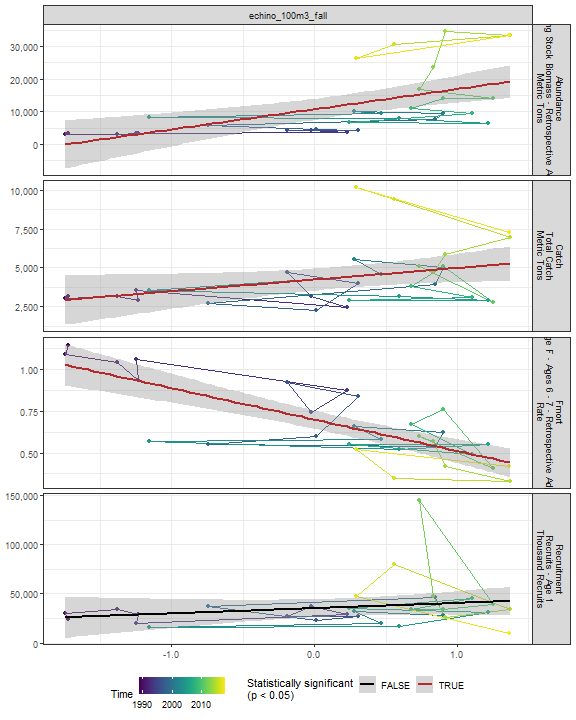 echino_100m3_fall
30,000
20,000
10,000
0
Abundance
ng Stock Biomass - Retrospective A
Metric Tons
10,000
7,500
5,000
2,500
Catch
Total Catch
Metric Tons
1.00
0.75
0.50
Fmort
ge F - Ages 6 - 7 - Retrospective Ad
Rate
150,000
100,000
50,000
0
Recruitment
Recruits - Age 1
Thousand Recruits
-1.0
0.0
1.0
Time
1990 2000 2010
Statistically significant
(p < 0.05)
FALSE
TRUE